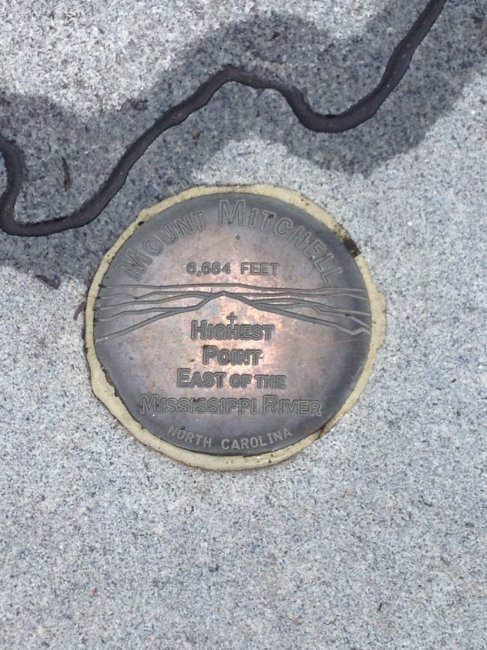 Mount Mitchell
6,684 FEET
Highest
Point
East of the
Mississippi River
NORTH CAROLINA